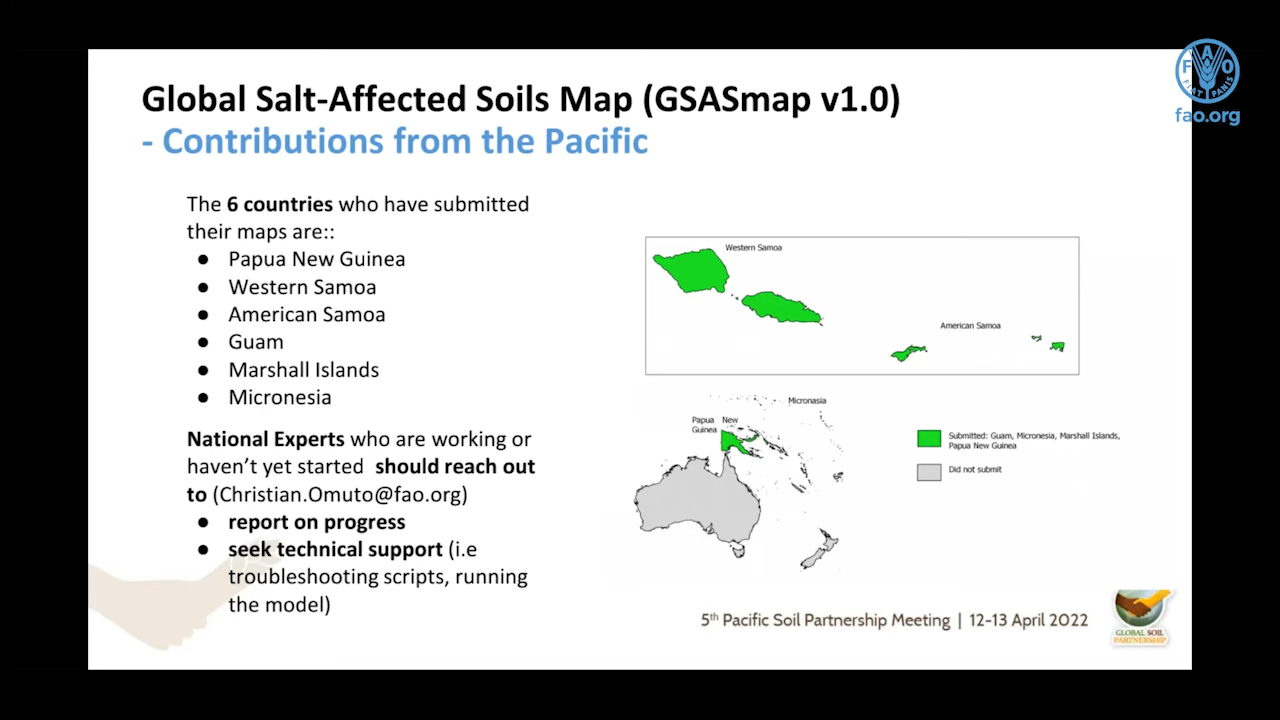 Global Salt-Affected Soils Map (GSASmap v1.0)
- Contributions from the Pacific
FAO
FIAT PANIS
fao.org
The 6 countries who have submitted
their maps are::
● Papua New Guinea
● Western Samoa
● American Samoa
● Guam
● Marshall Islands
● Micronesia
National Experts who are working or
haven't yet started should reach out
to (Christian.Omuto@fao.org)
● report on progress
● seek technical support (i.e
troubleshooting scripts, running
the model)
Western Samoa
American Samoa
Micronasia
Papua New
Guinea
Submitted: Guam, Micronesia, Marshall Islands,
Papua New Guinea
Did not submit
5th Pacific Soil Partnership Meeting | 12-13 April 2022
GLOBAL SOIL
PARTNERSHIP